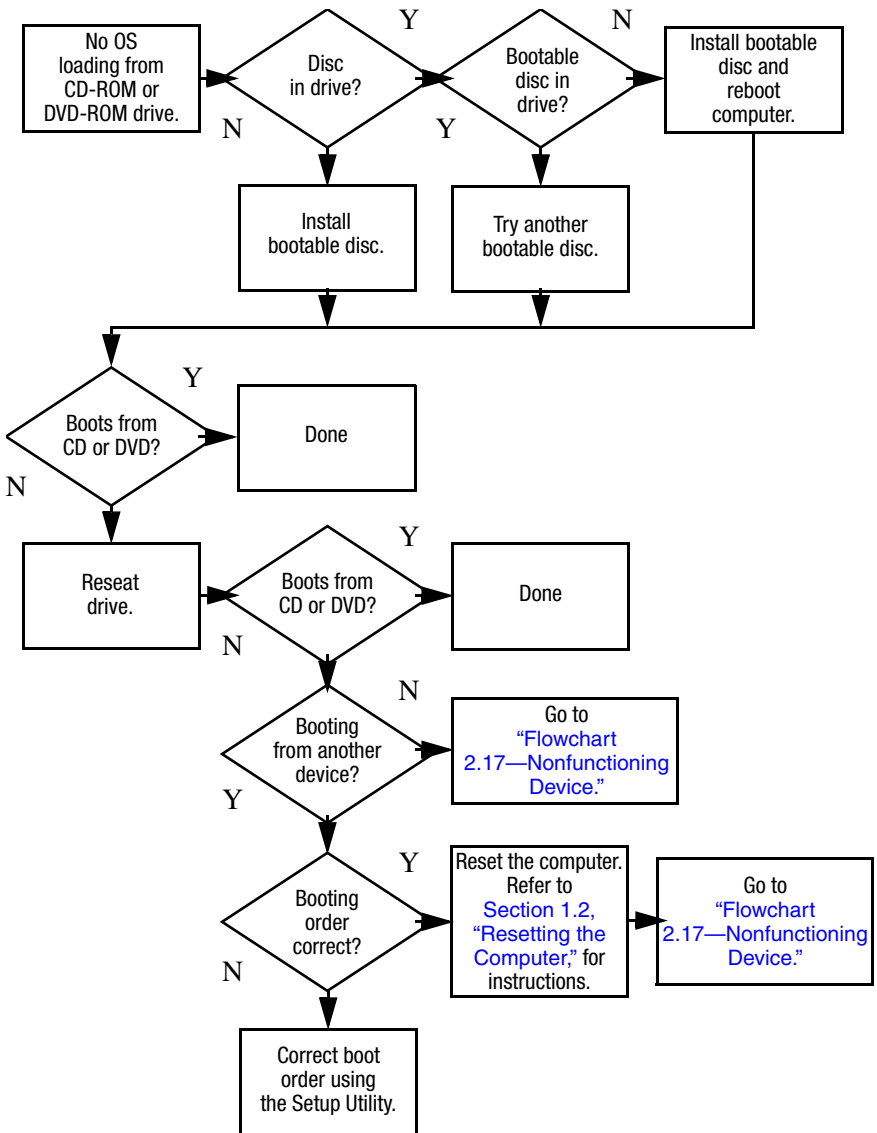 No OS
loading from
CD-ROM or
DVD-ROM drive.
Disc
in drive?
Y
N
Bootable
disc in
drive?
N
Y
Install bootable
disc and
reboot
computer.
Install
bootable disc.
Try another
bootable disc.
Boots from
CD or DVD?
Y
N
Done
Reseat
drive.
Boots from
CD or DVD?
Y
N
Done
Booting
from another
device?
N
Y
Go to
“Flowchart
2.17—Nonfunctioning
Device.”
Booting
order
correct?
Y
N
Reset the computer.
Refer to
Section 1.2,
“Resetting the
Computer,” for
instructions.
Go to
“Flowchart
2.17—Nonfunctioning
Device.”
Correct boot
order using
the Setup Utility.